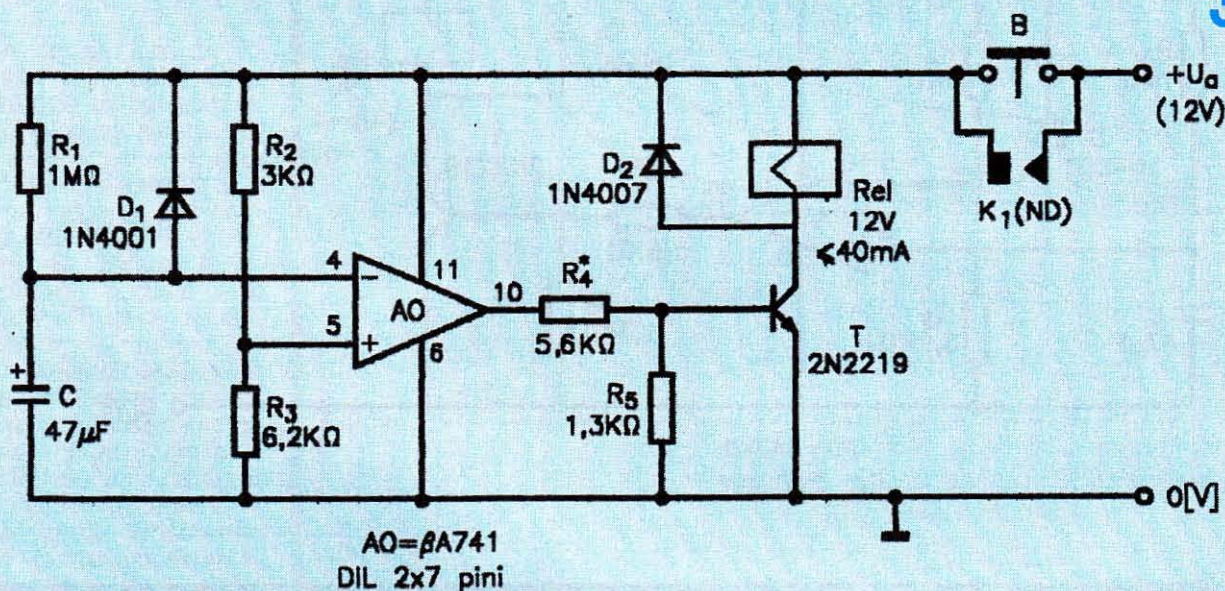 B
+Ua
(12V)
R1
1MΩ
D1
1N4001
R2
3KΩ
D2
1N4007
Rel
12V
⩽40mA
K1(ND)
4
−
11
AO
10
R4*
5,6KΩ
5
+
6
T
2N2219
+
C
47μF
R3
6,2KΩ
R5
1,3KΩ
0[V]
AO=βA741
DIL 2x7 pini